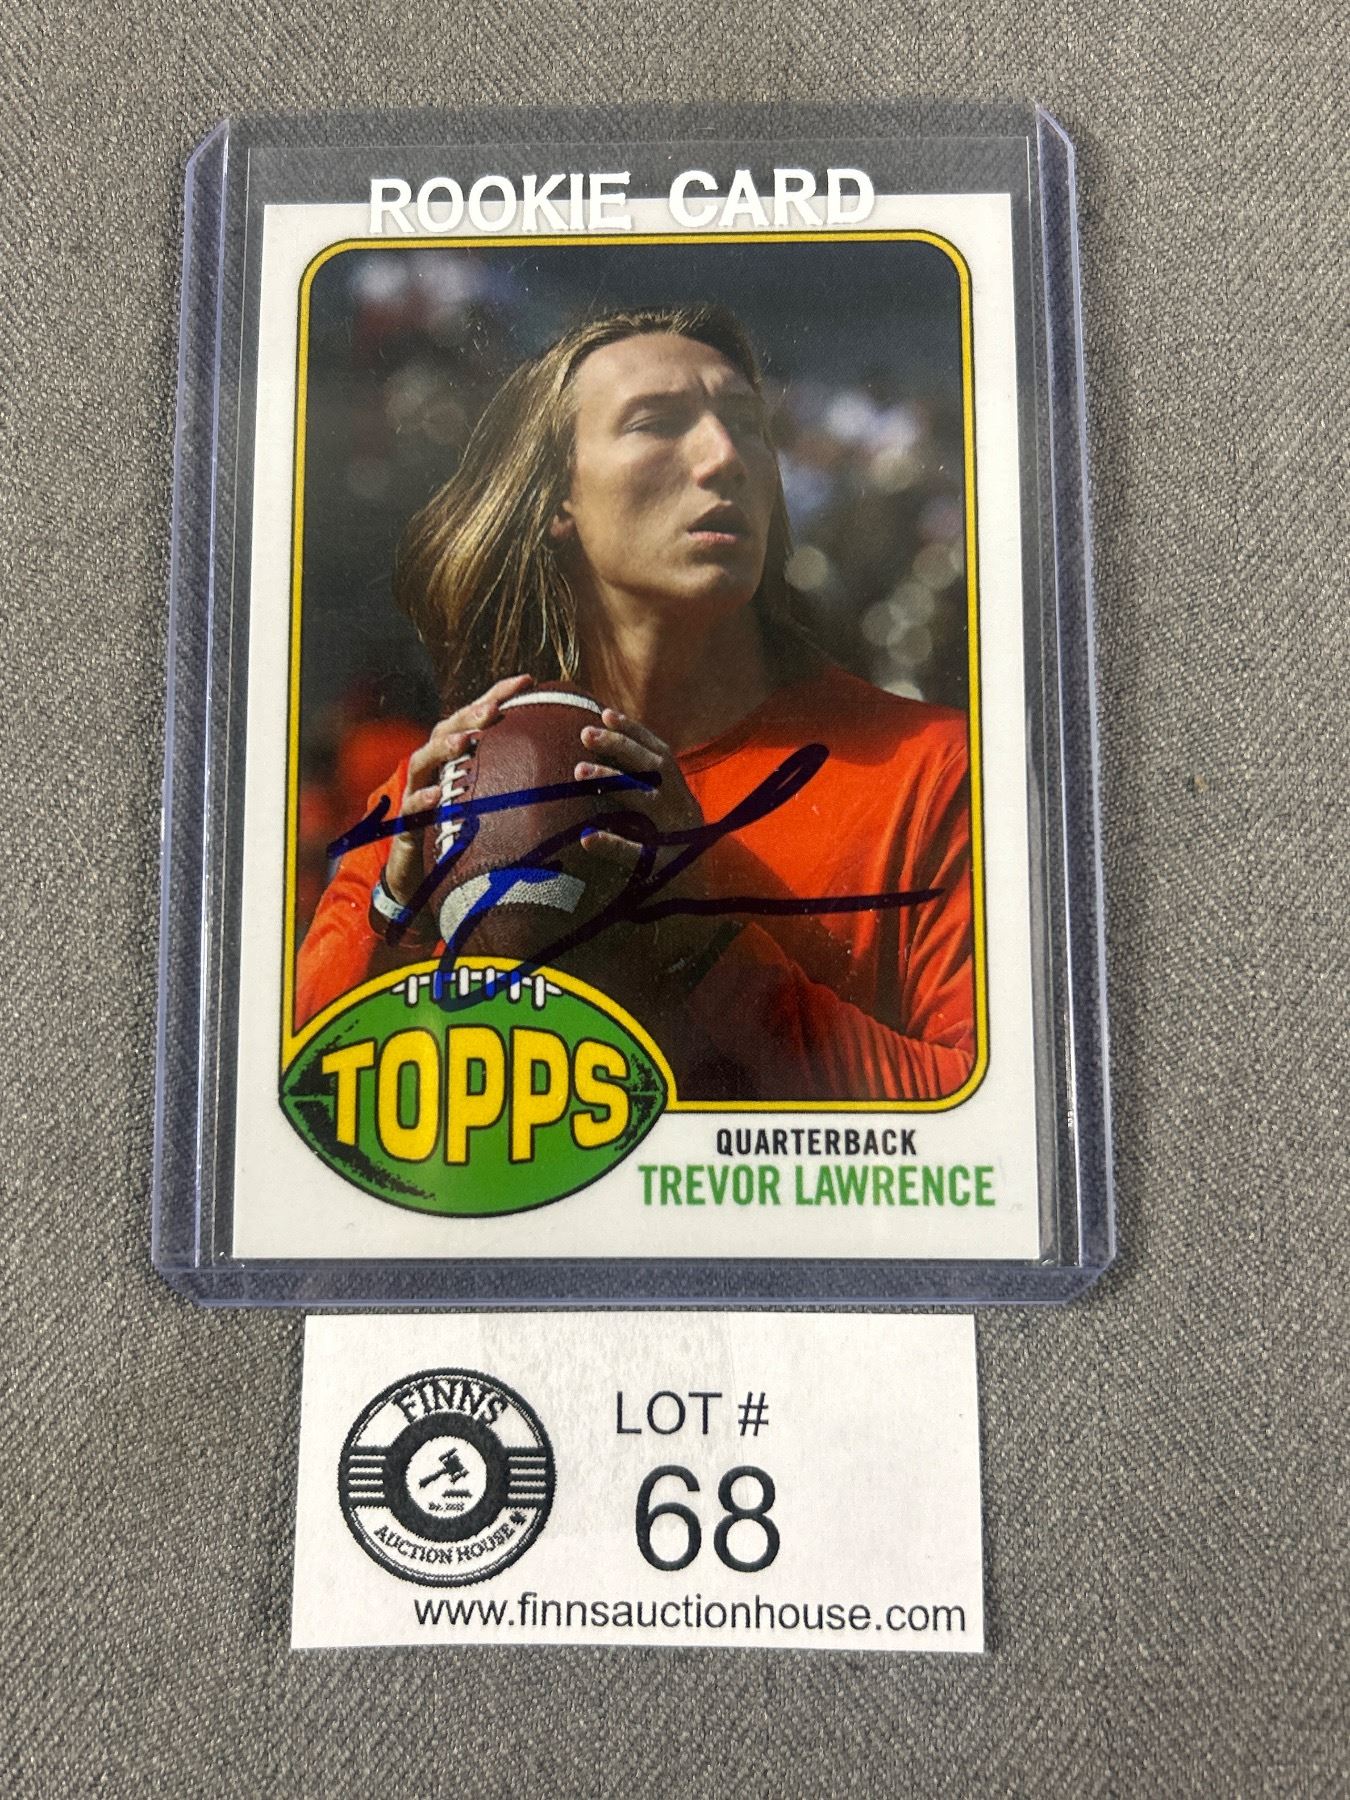 ROOKIE CARD
TOPPS
QUARTERBACK
TREVOR LAWRENCE
FINNS
AUCTION HOUSE
LOT #
68
www.finnsauctionhouse.com